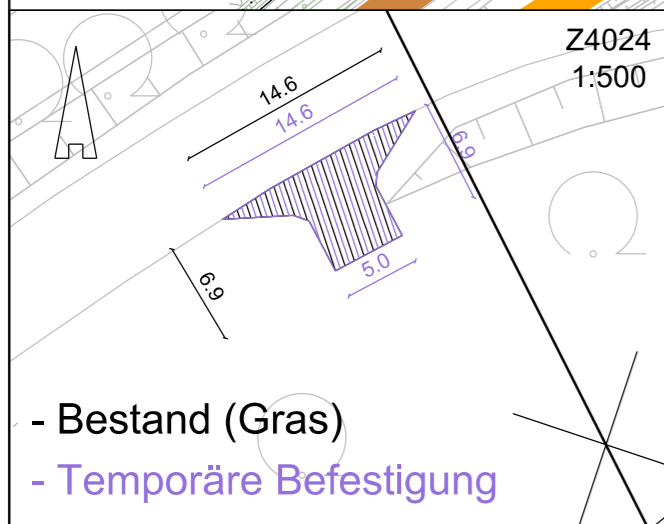 Z4024
1:500
14.6
14.6
6.9
6.9
5.0
- Bestand (Gras)
- Temporäre Befestigung